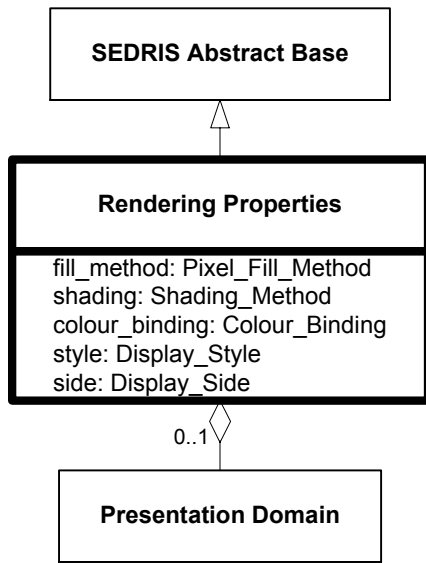 SEDRIS Abstract Base
Rendering Properties
fill_method: Pixel_Fill_Method
shading: Shading_Method
colour_binding: Colour_Binding
style: Display_Style
side: Display_Side
0..1
Presentation Domain